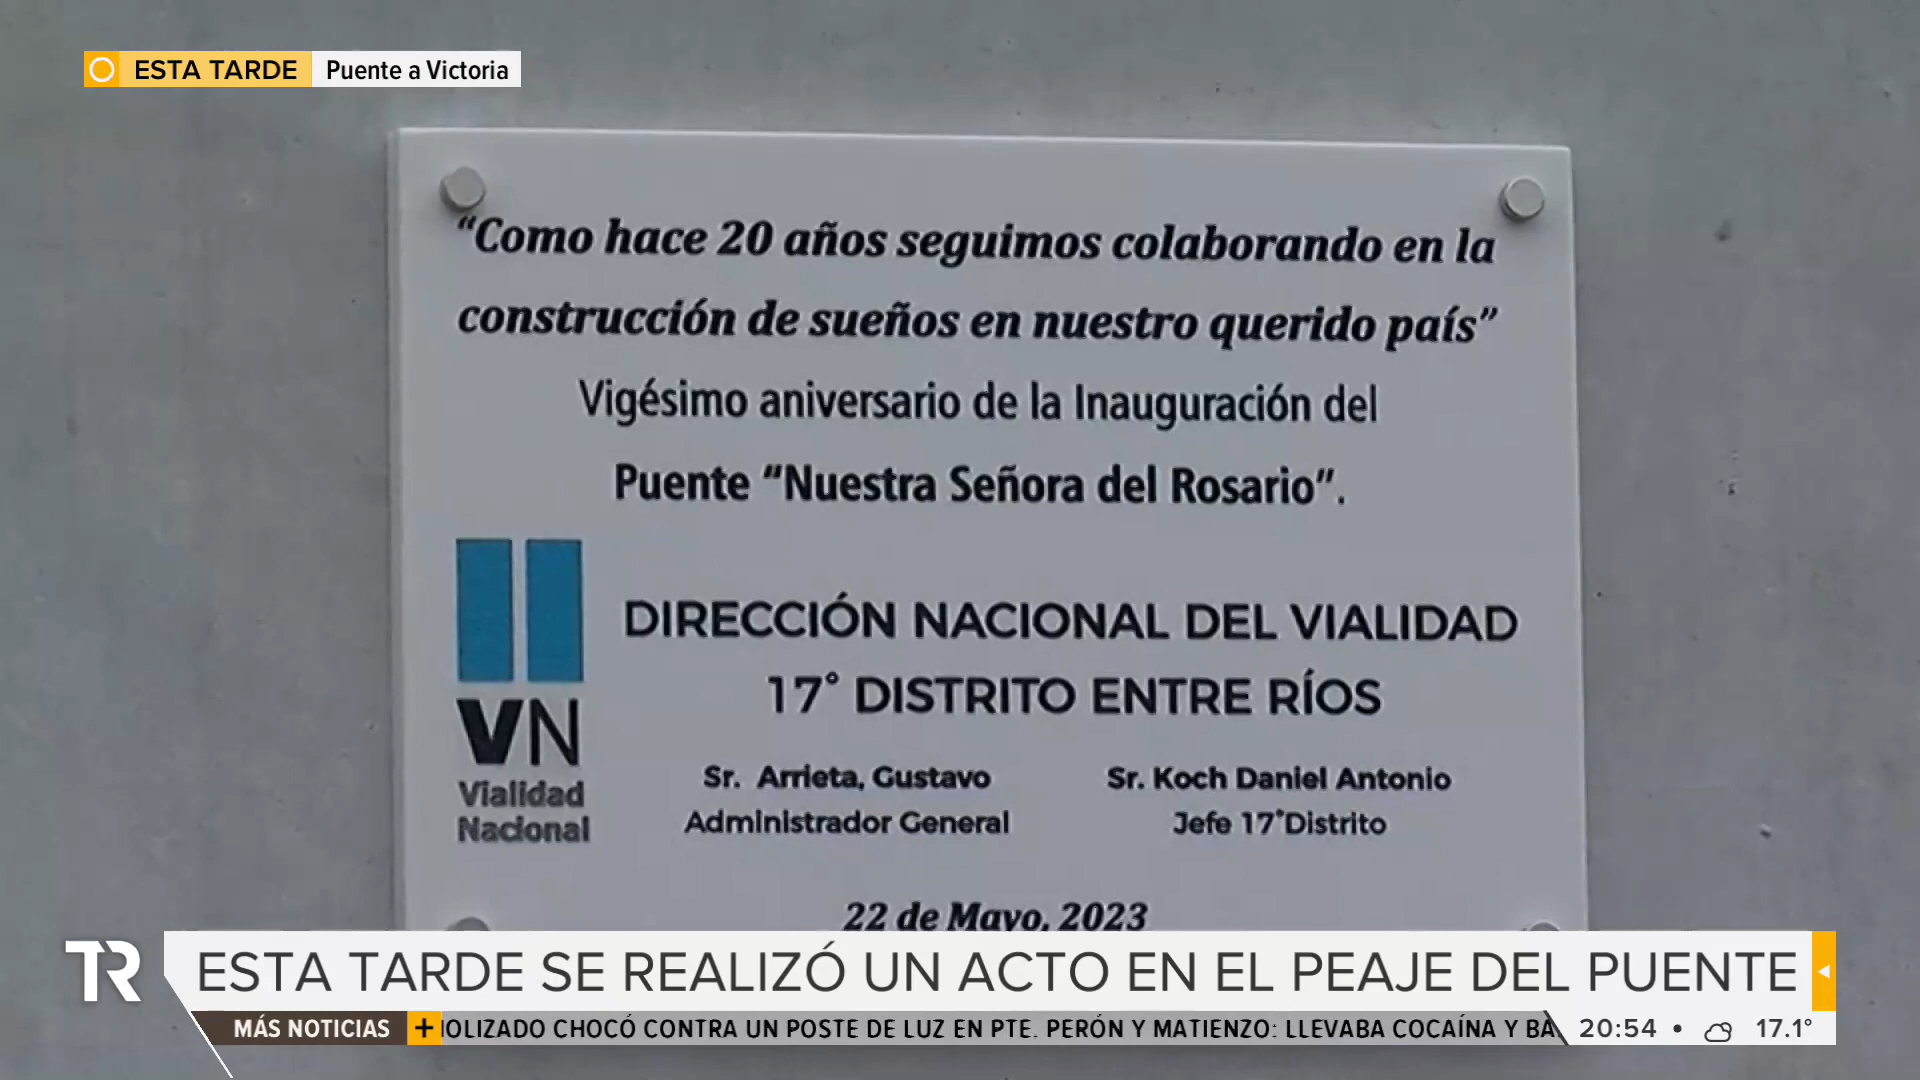 ESTA TARDE Puente a Victoria
“Como hace 20 años seguimos colaborando en la
construcción de sueños en nuestro querido país”
Vigésimo aniversario de la Inauguración del
Puente “Nuestra Señora del Rosario”.
DIRECCIÓN NACIONAL DEL VIALIDAD
17° DISTRITO ENTRE RÍOS
VN
Vialidad
Nacional
Sr. Arrieta, Gustavo
Administrador General
Sr. Koch Daniel Antonio
Jefe 17°Distrito
22 de Mayo, 2023
TR
ESTA TARDE SE REALIZÓ UN ACTO EN EL PEAJE DEL PUENTE
MÁS NOTICIAS + OLIZADO CHOCÓ CONTRA UN POSTE DE LUZ EN PTE. PERÓN Y MATIENZO: LLEVABA COCAÍNA Y BA 20:54 • 17.1°